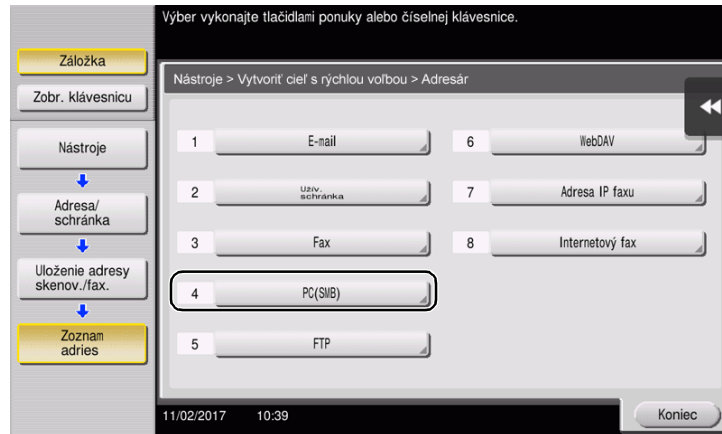 Výber vykonajte tlačidlami ponuky alebo číselnej klávesnice.
Záložka
Zobr. klávesnicu
Nástroje
Adresa/
schránka
Uloženie adresy
skenov./fax.
Zoznam
adries
Nástroje > Vytvoriť cieľ s rýchlou voľbou > Adresár
1 E-mail
2 Užív.
schránka
3 Fax
4 PC(SMB)
5 FTP
6 WebDAV
7 Adresa IP faxu
8 Internetový fax
11/02/2017 10:39
Koniec